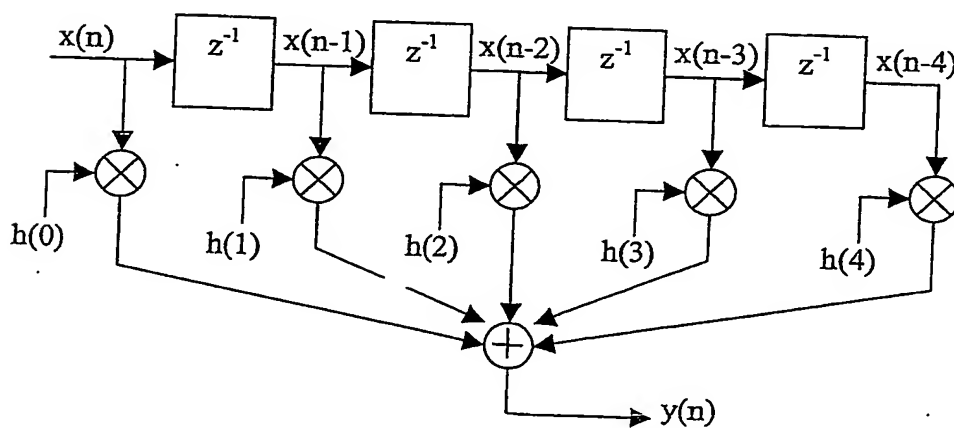 x(n) z⁻¹ x(n-1) z⁻¹ x(n-2) z⁻¹ x(n-3) z⁻¹ x(n-4)
h(0) h(1) h(2) h(3) h(4)
y(n)